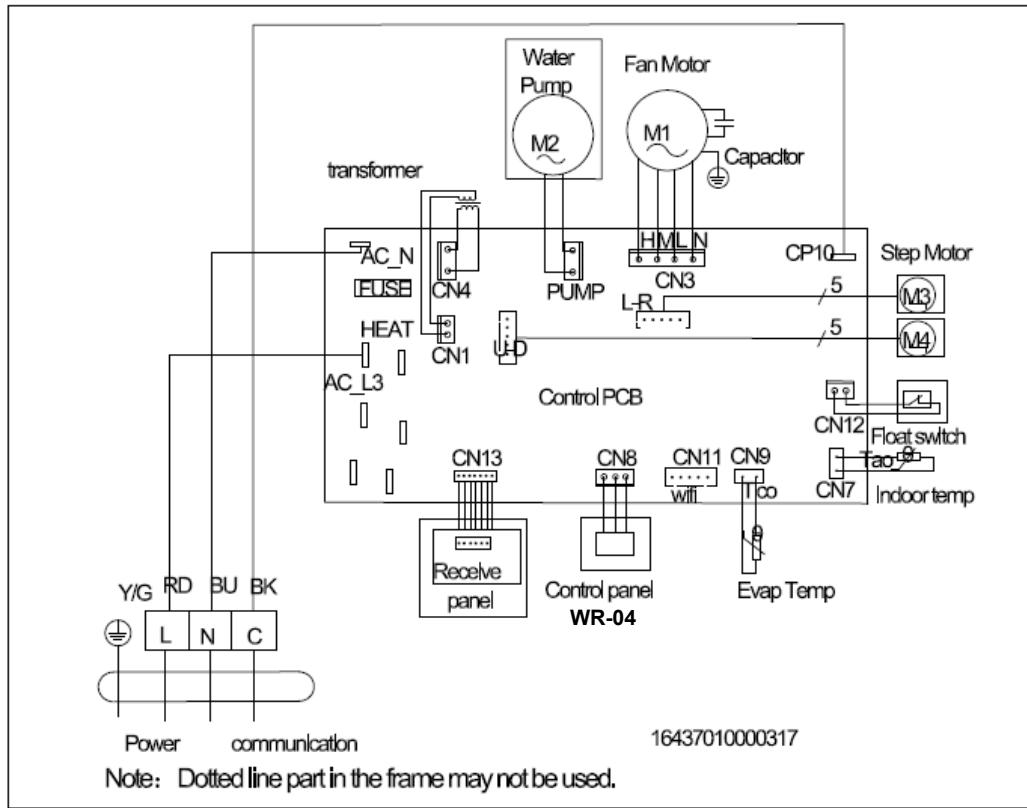 Water
Pump
M2
Fan Motor
M1
Capacitor
transformer
AC_N
FUSE
CN4
PUMP
H M L N
CN3
CP10
Step Motor
M3
M4
5
5
L-R
HEAT
CN1
U-D
AC_L3
Control PCB
CN12
Float switch
CN13
CN8
CN11
wifi
CN9
Tco
CN7
Tao
θ
Indoor temp
θ
Receive
panel
Control panel
WR-04
Evap Temp
Y/G
RD
BU
BK
L
N
C
Power
communication
16437010000317
Note: Dotted line part in the frame may not be used.